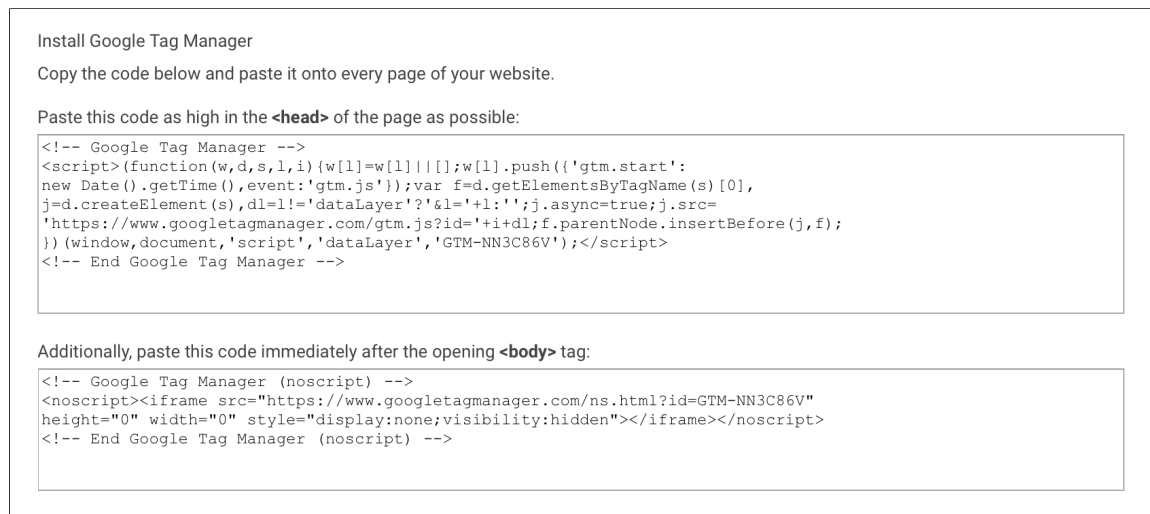 Install Google Tag Manager
Copy the code below and paste it onto every page of your website.
Paste this code as high in the <head> of the page as possible:
<!-- Google Tag Manager -->
<script>(function(w,d,s,l,i){w[l]=w[l]||[];w[l].push({'gtm.start':
new Date().getTime(),event:'gtm.js'});var f=d.getElementsByTagName(s)[0],
j=d.createElement(s),dl=l!='dataLayer'?'&l='+l:'';j.async=true;j.src=
'https://www.googletagmanager.com/gtm.js?id='+i+dl;f.parentNode.insertBefore(j,f);
})(window,document,'script','dataLayer','GTM-NN3C86V');</script>
<!-- End Google Tag Manager -->
Additionally, paste this code immediately after the opening <body> tag:
<!-- Google Tag Manager (noscript) -->
<noscript><iframe src="https://www.googletagmanager.com/ns.html?id=GTM-NN3C86V"
height="0" width="0" style="display:none;visibility:hidden"></iframe></noscript>
<!-- End Google Tag Manager (noscript) -->